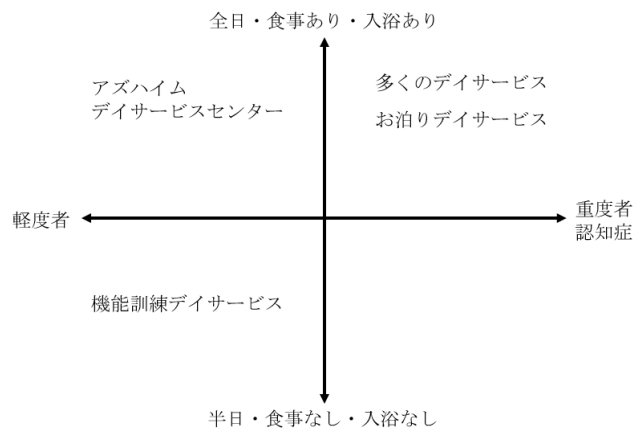 全日・食事あり・入浴あり
アズハイム
デイサービスセンター
多くのデイサービス
お泊りデイサービス
軽度者
重度者
認知症
機能訓練デイサービス
半日・食事なし・入浴なし